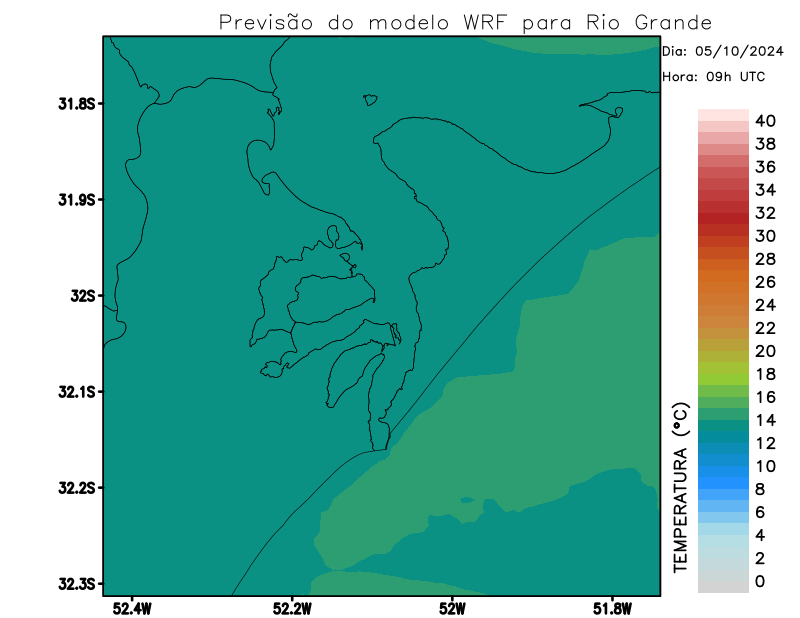 Previsão do modelo WRF para Rio Grande
Dia: 05/10/2024
Hora: 09h UTC
31.8S
31.9S
32S
32.1S
32.2S
32.3S
52.4W
52.2W
52W
51.8W
TEMPERATURA (°C)
40
38
36
34
32
30
28
26
24
22
20
18
16
14
12
10
8
6
4
2
0